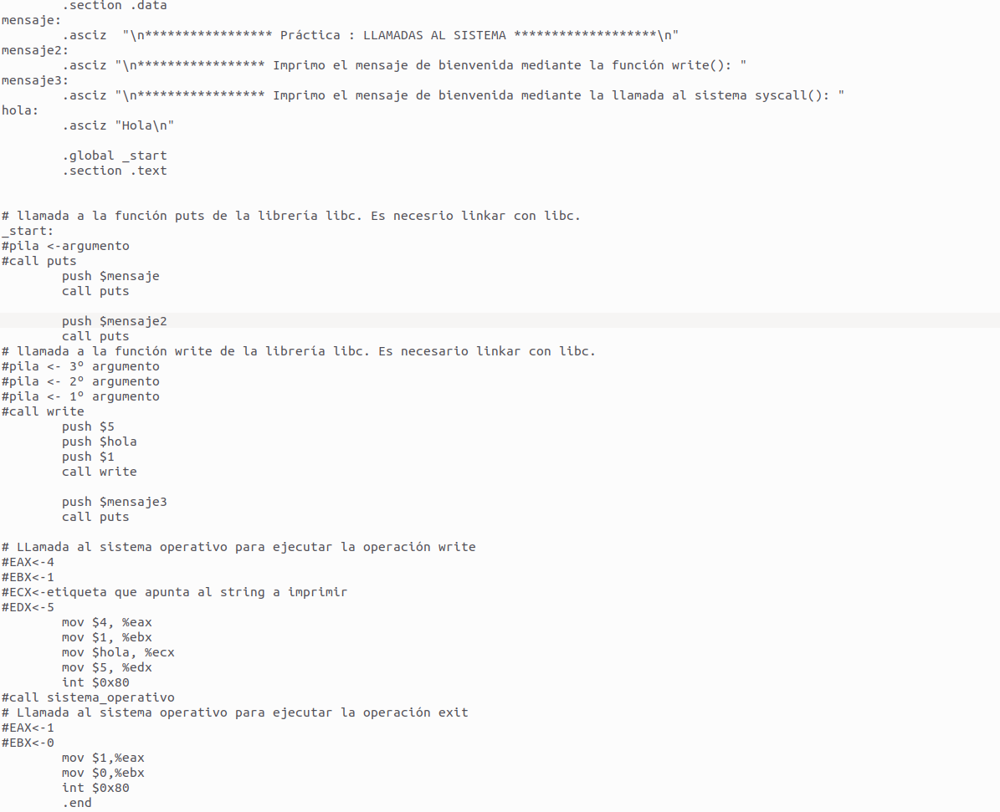 .section .data
mensaje:
.asciz  "\n***************** Práctica : LLAMADAS AL SISTEMA *******************\n"
mensaje2:
.asciz "\n***************** Imprimo el mensaje de bienvenida mediante la función write(): "
mensaje3:
.asciz "\n***************** Imprimo el mensaje de bienvenida mediante la llamada al sistema syscall(): "
hola:
.asciz "Hola\n"
.global _start
.section .text
# llamada a la función puts de la librería libc. Es necesrio linkar con libc.
_start:
#pila <-argumento
#call puts
push $mensaje
call puts
push $mensaje2
call puts
# llamada a la función write de la librería libc. Es necesario linkar con libc.
#pila <- 3º argumento
#pila <- 2º argumento
#pila <- 1º argumento
#call write
push $5
push $hola
push $1
call write
push $mensaje3
call puts
# LLamada al sistema operativo para ejecutar la operación write
#EAX<-4
#EBX<-1
#ECX<-etiqueta que apunta al string a imprimir
#EDX<-5
mov $4, %eax
mov $1, %ebx
mov $hola, %ecx
mov $5, %edx
int $0x80
#call sistema_operativo
# Llamada al sistema operativo para ejecutar la operación exit
#EAX<-1
#EBX<-0
mov $1,%eax
mov $0,%ebx
int $0x80
.end